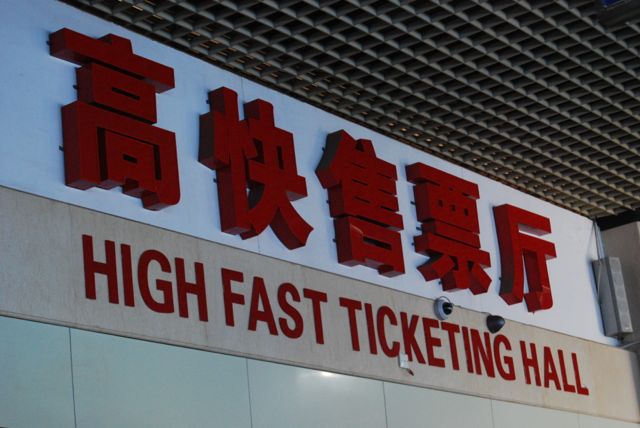 高快售票厅
HIGH FAST TICKETING HALL